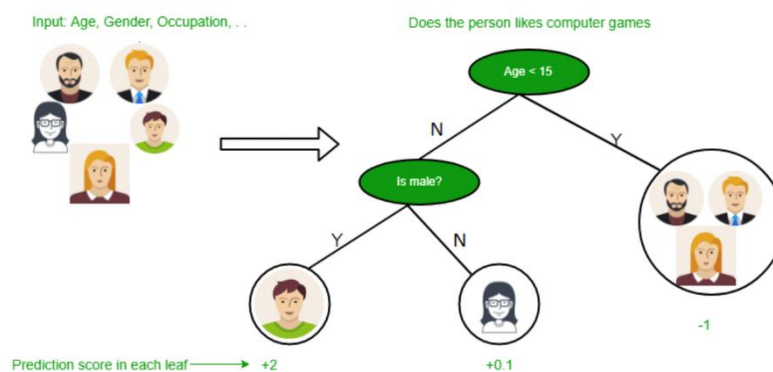 Input: Age, Gender, Occupation, . .
Does the person likes computer games
Age < 15
N
Y
Is male?
Y
N
-1
Prediction score in each leaf
+2
+0.1